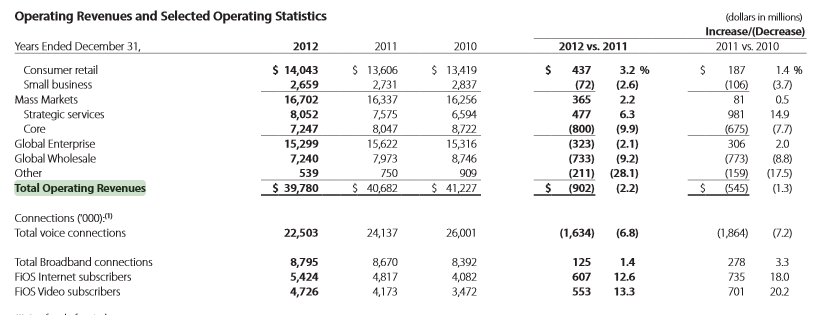 Operating Revenues and Selected Operating Statistics
(dollars in millions)
Increase/(Decrease)
Years Ended December 31, 2012 2011 2010 2012 vs. 2011 2011 vs. 2010
Consumer retail $ 14,043 $ 13,606 $ 13,419 $ 437 3.2 % $ 187 1.4 %
Small business 2,659 2,731 2,837 (72) (2.6) (106) (3.7)
Mass Markets 16,702 16,337 16,256 365 2.2 81 0.5
Strategic services 8,052 7,575 6,594 477 6.3 981 14.9
Core 7,247 8,047 8,722 (800) (9.9) (675) (7.7)
Global Enterprise 15,299 15,622 15,316 (323) (2.1) 306 2.0
Global Wholesale 7,240 7,973 8,746 (733) (9.2) (773) (8.8)
Other 539 750 909 (211) (28.1) (159) (17.5)
Total Operating Revenues $ 39,780 $ 40,682 $ 41,227 $ (902) (2.2) $ (545) (1.3)
Connections ('000):(1)
Total voice connections 22,503 24,137 26,001 (1,634) (6.8) (1,864) (7.2)
Total Broadband connections 8,795 8,670 8,392 125 1.4 278 3.3
FiOS Internet subscribers 5,424 4,817 4,082 607 12.6 735 18.0
FiOS Video subscribers 4,726 4,173 3,472 553 13.3 701 20.2